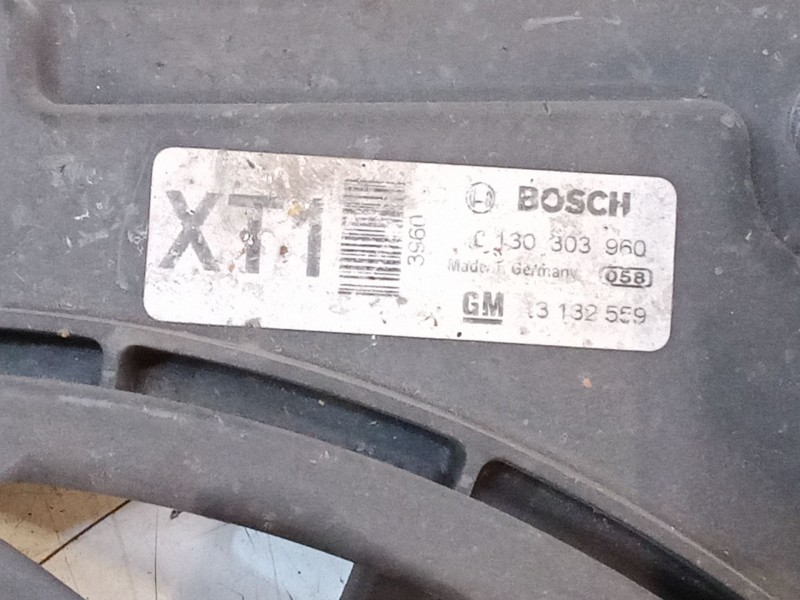 XT1
3960
BOSCH
0 130 303 960
Made in Germany 058
GM 13 132 559